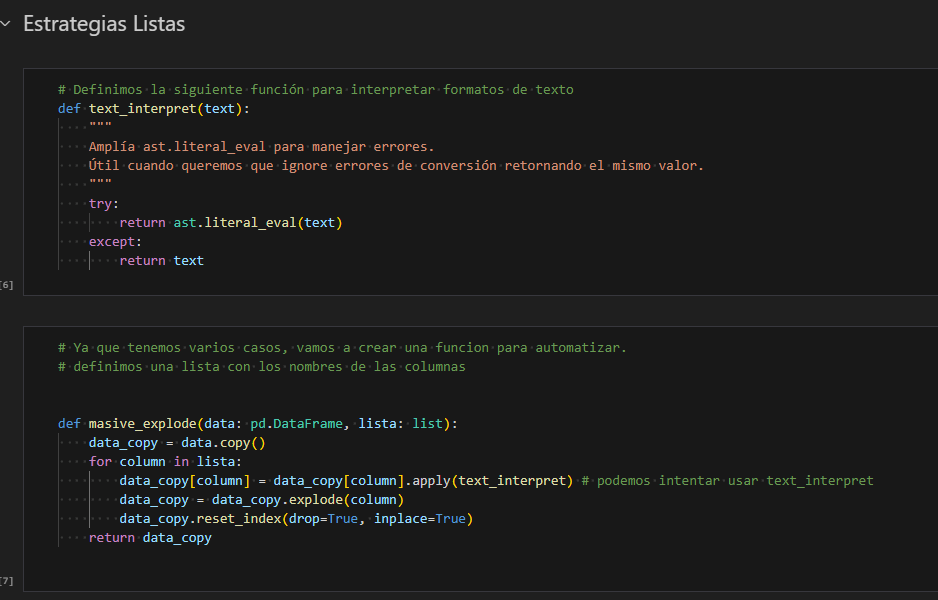 Estrategias Listas
# Definimos la siguiente función para interpretar formatos de texto
def text_interpret(text):
    """
    Amplía ast.literal_eval para manejar errores.
    Útil cuando queremos que ignore errores de conversión retornando el mismo valor.
    """
    try:
        return ast.literal_eval(text)
    except:
        return text
[6]
# Ya que tenemos varios casos, vamos a crear una funcion para automatizar.
# definimos una lista con los nombres de las columnas
def masive_explode(data: pd.DataFrame, lista: list):
    data_copy = data.copy()
    for column in lista:
        data_copy[column] = data_copy[column].apply(text_interpret) # podemos intentar usar text_interpret
        data_copy = data_copy.explode(column)
        data_copy.reset_index(drop=True, inplace=True)
    return data_copy
[7]